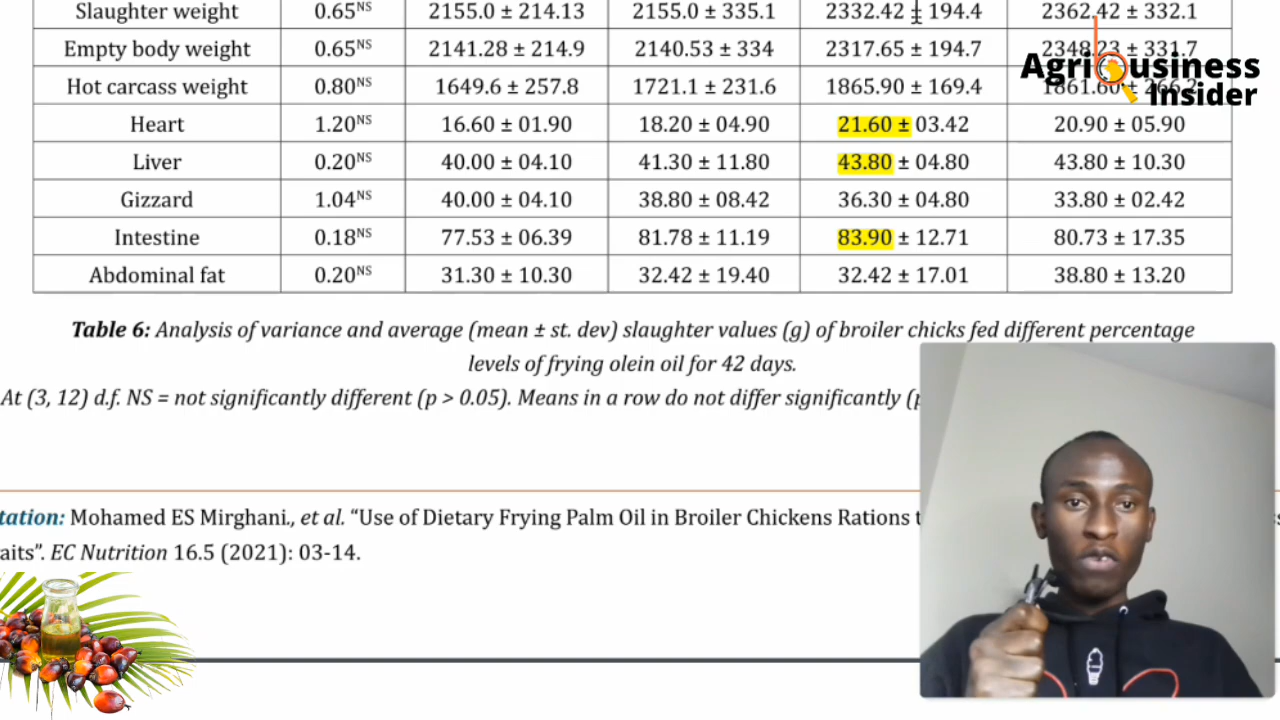 Slaughter weight 0.65NS 2155.0 ± 214.13 2155.0 ± 335.1 2332.42 ± 194.4 2362.42 ± 332.1
Empty body weight 0.65NS 2141.28 ± 214.9 2140.53 ± 334 2317.65 ± 194.7 2348.23 ± 331.7
Hot carcass weight 0.80NS 1649.6 ± 257.8 1721.1 ± 231.6 1865.90 ± 169.4 1861.60 ±
Agribusiness
Insider
Heart 1.20NS 16.60 ± 01.90 18.20 ± 04.90 21.60 ± 03.42 20.90 ± 05.90
Liver 0.20NS 40.00 ± 04.10 41.30 ± 11.80 43.80 ± 04.80 43.80 ± 10.30
Gizzard 1.04NS 40.00 ± 04.10 38.80 ± 08.42 36.30 ± 04.80 33.80 ± 02.42
Intestine 0.18NS 77.53 ± 06.39 81.78 ± 11.19 83.90 ± 12.71 80.73 ± 17.35
Abdominal fat 0.20NS 31.30 ± 10.30 32.42 ± 19.40 32.42 ± 17.01 38.80 ± 13.20
Table 6: Analysis of variance and average (mean ± st. dev) slaughter values (g) of broiler chicks fed different percentage
levels of frying olein oil for 42 days.
At (3, 12) d.f. NS = not significantly different (p > 0.05). Means in a row do not differ significantly (p
tation: Mohamed ES Mirghani., et al. “Use of Dietary Frying Palm Oil in Broiler Chickens Rations t
aits”. EC Nutrition 16.5 (2021): 03-14.